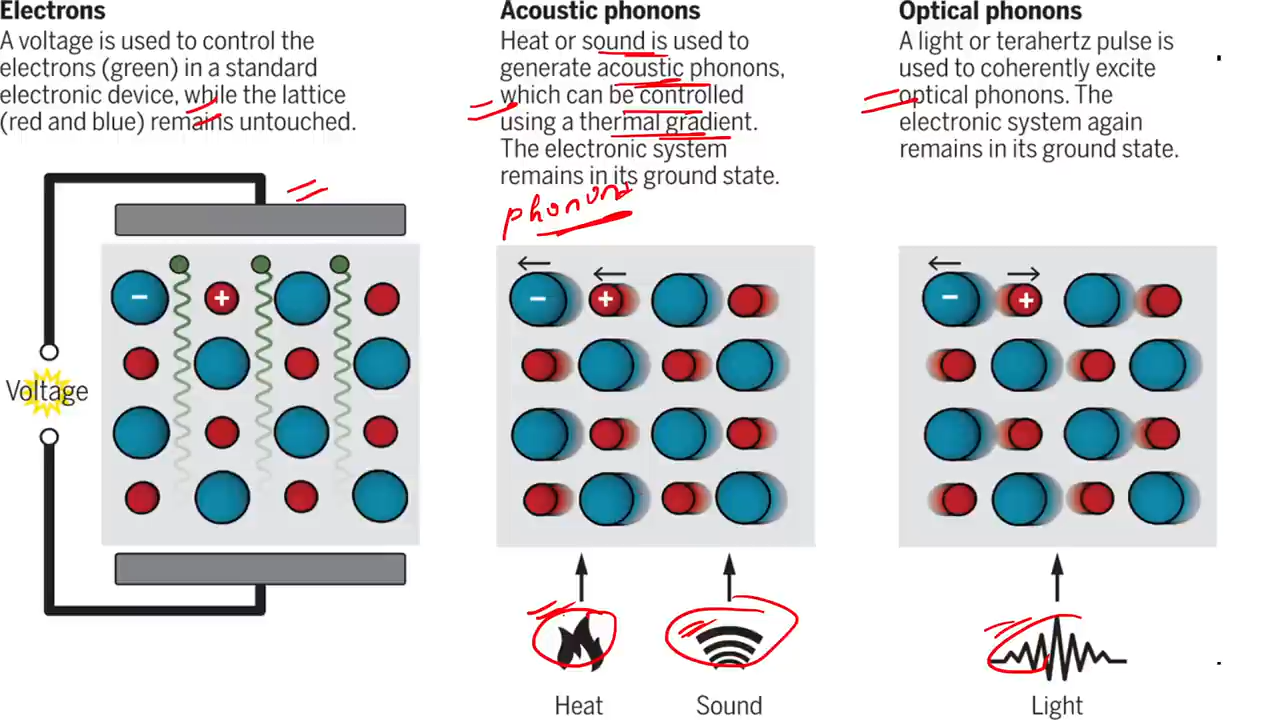 Electrons
A voltage is used to control the
electrons (green) in a standard
electronic device, while the lattice
(red and blue) remains untouched.
Voltage
−
+
Acoustic phonons
Heat or sound is used to
generate acoustic phonons,
which can be controlled
using a thermal gradient.
The electronic system
remains in its ground state.
phonons
−
+
Heat
Sound
Optical phonons
A light or terahertz pulse is
used to coherently excite
optical phonons. The
electronic system again
remains in its ground state.
−
+
Light